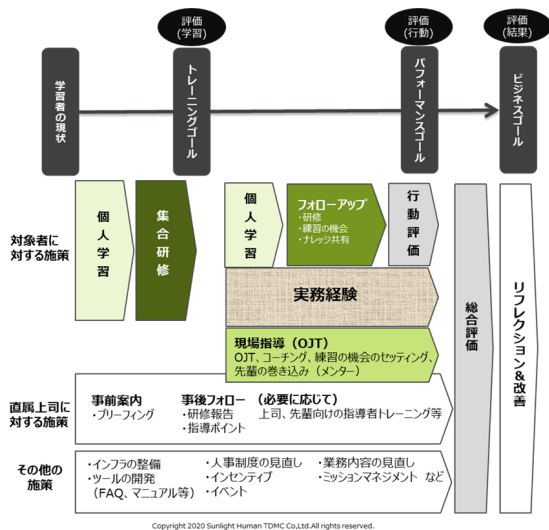 評価
(学習)
評価
(行動)
評価
(結果)
学習者の現状
トレーニングゴール
パフォーマンスゴール
ビジネスゴール
対象者に
対する施策
個人学習
集合研修
個人学習
フォローアップ
・研修
・練習の機会
・ナレッジ共有
行動評価
実務経験
現場指導（OJT）
OJT、コーチング、練習の機会のセッティング、
先輩の巻き込み（メンター）
総合評価
リフレクション&改善
直属上司に
対する施策
事前案内
・ブリーフィング
事後フォロー （必要に応じて）
・研修報告 上司、先輩向けの指導者トレーニング等
・指導ポイント
その他の
施策
・インフラの整備
・ツールの開発
（FAQ、マニュアル等）
・人事制度の見直し
・インセンティブ
・イベント
・業務内容の見直し
・ミッションマネジメント など
Copyright 2020 Sunlight Human TDMC Co,Ltd.All rights reserved.